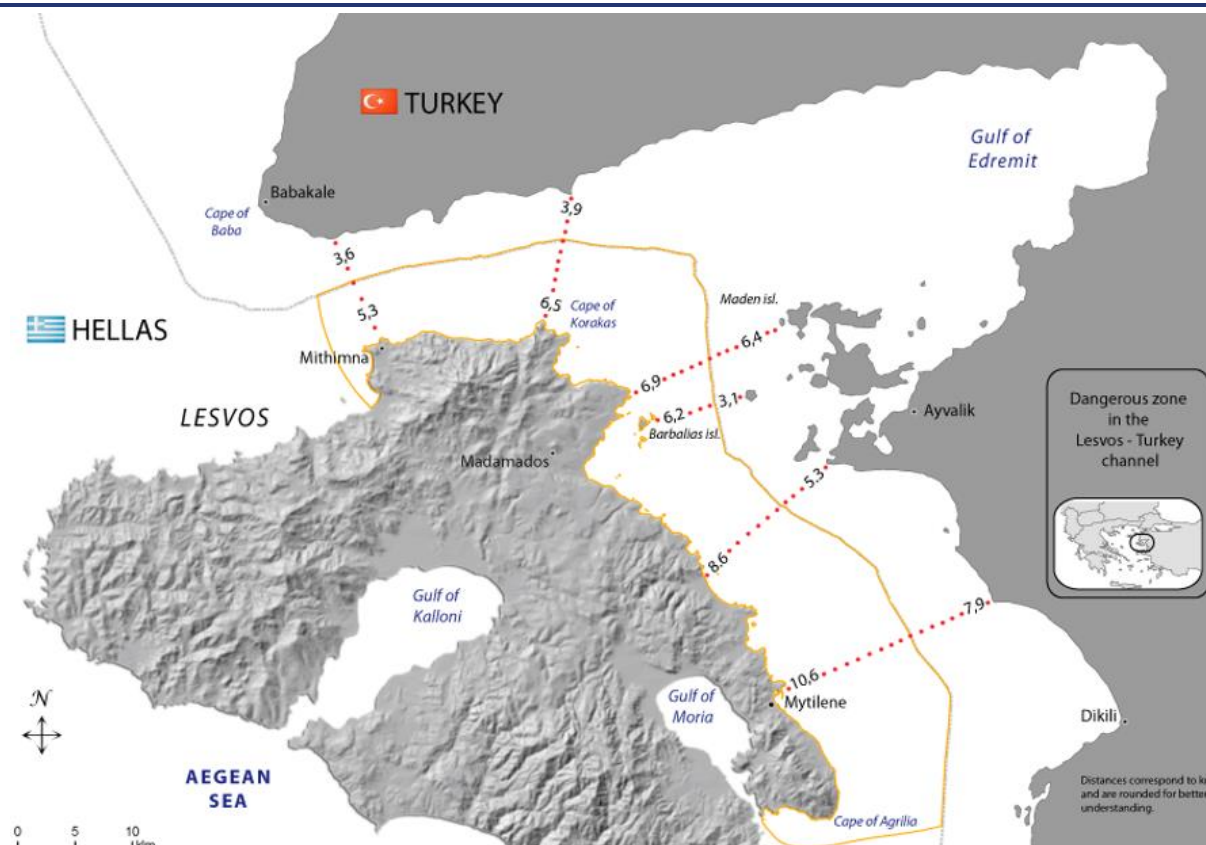 TURKEY
Gulf of
Edremit
Babakale
Cape of
Baba
3,9
3,6
HELLAS
5,3
6,5
Cape of
Korakas
Maden isl.
Mithimna
6,4
6,9
LESVOS
6,2
3,1
Barbalias isl.
Ayvalik
Dangerous zone
in the
Lesvos - Turkey
channel
Madamados
5.3
8.6
Gulf of
Kalloni
7,9
10,6
Gulf of
Moria
Mytilene
N
Dikili
AEGEAN
SEA
Distances correspond to
and are rounded for better
understanding.
Cape of Agrilia
0 5 10
km